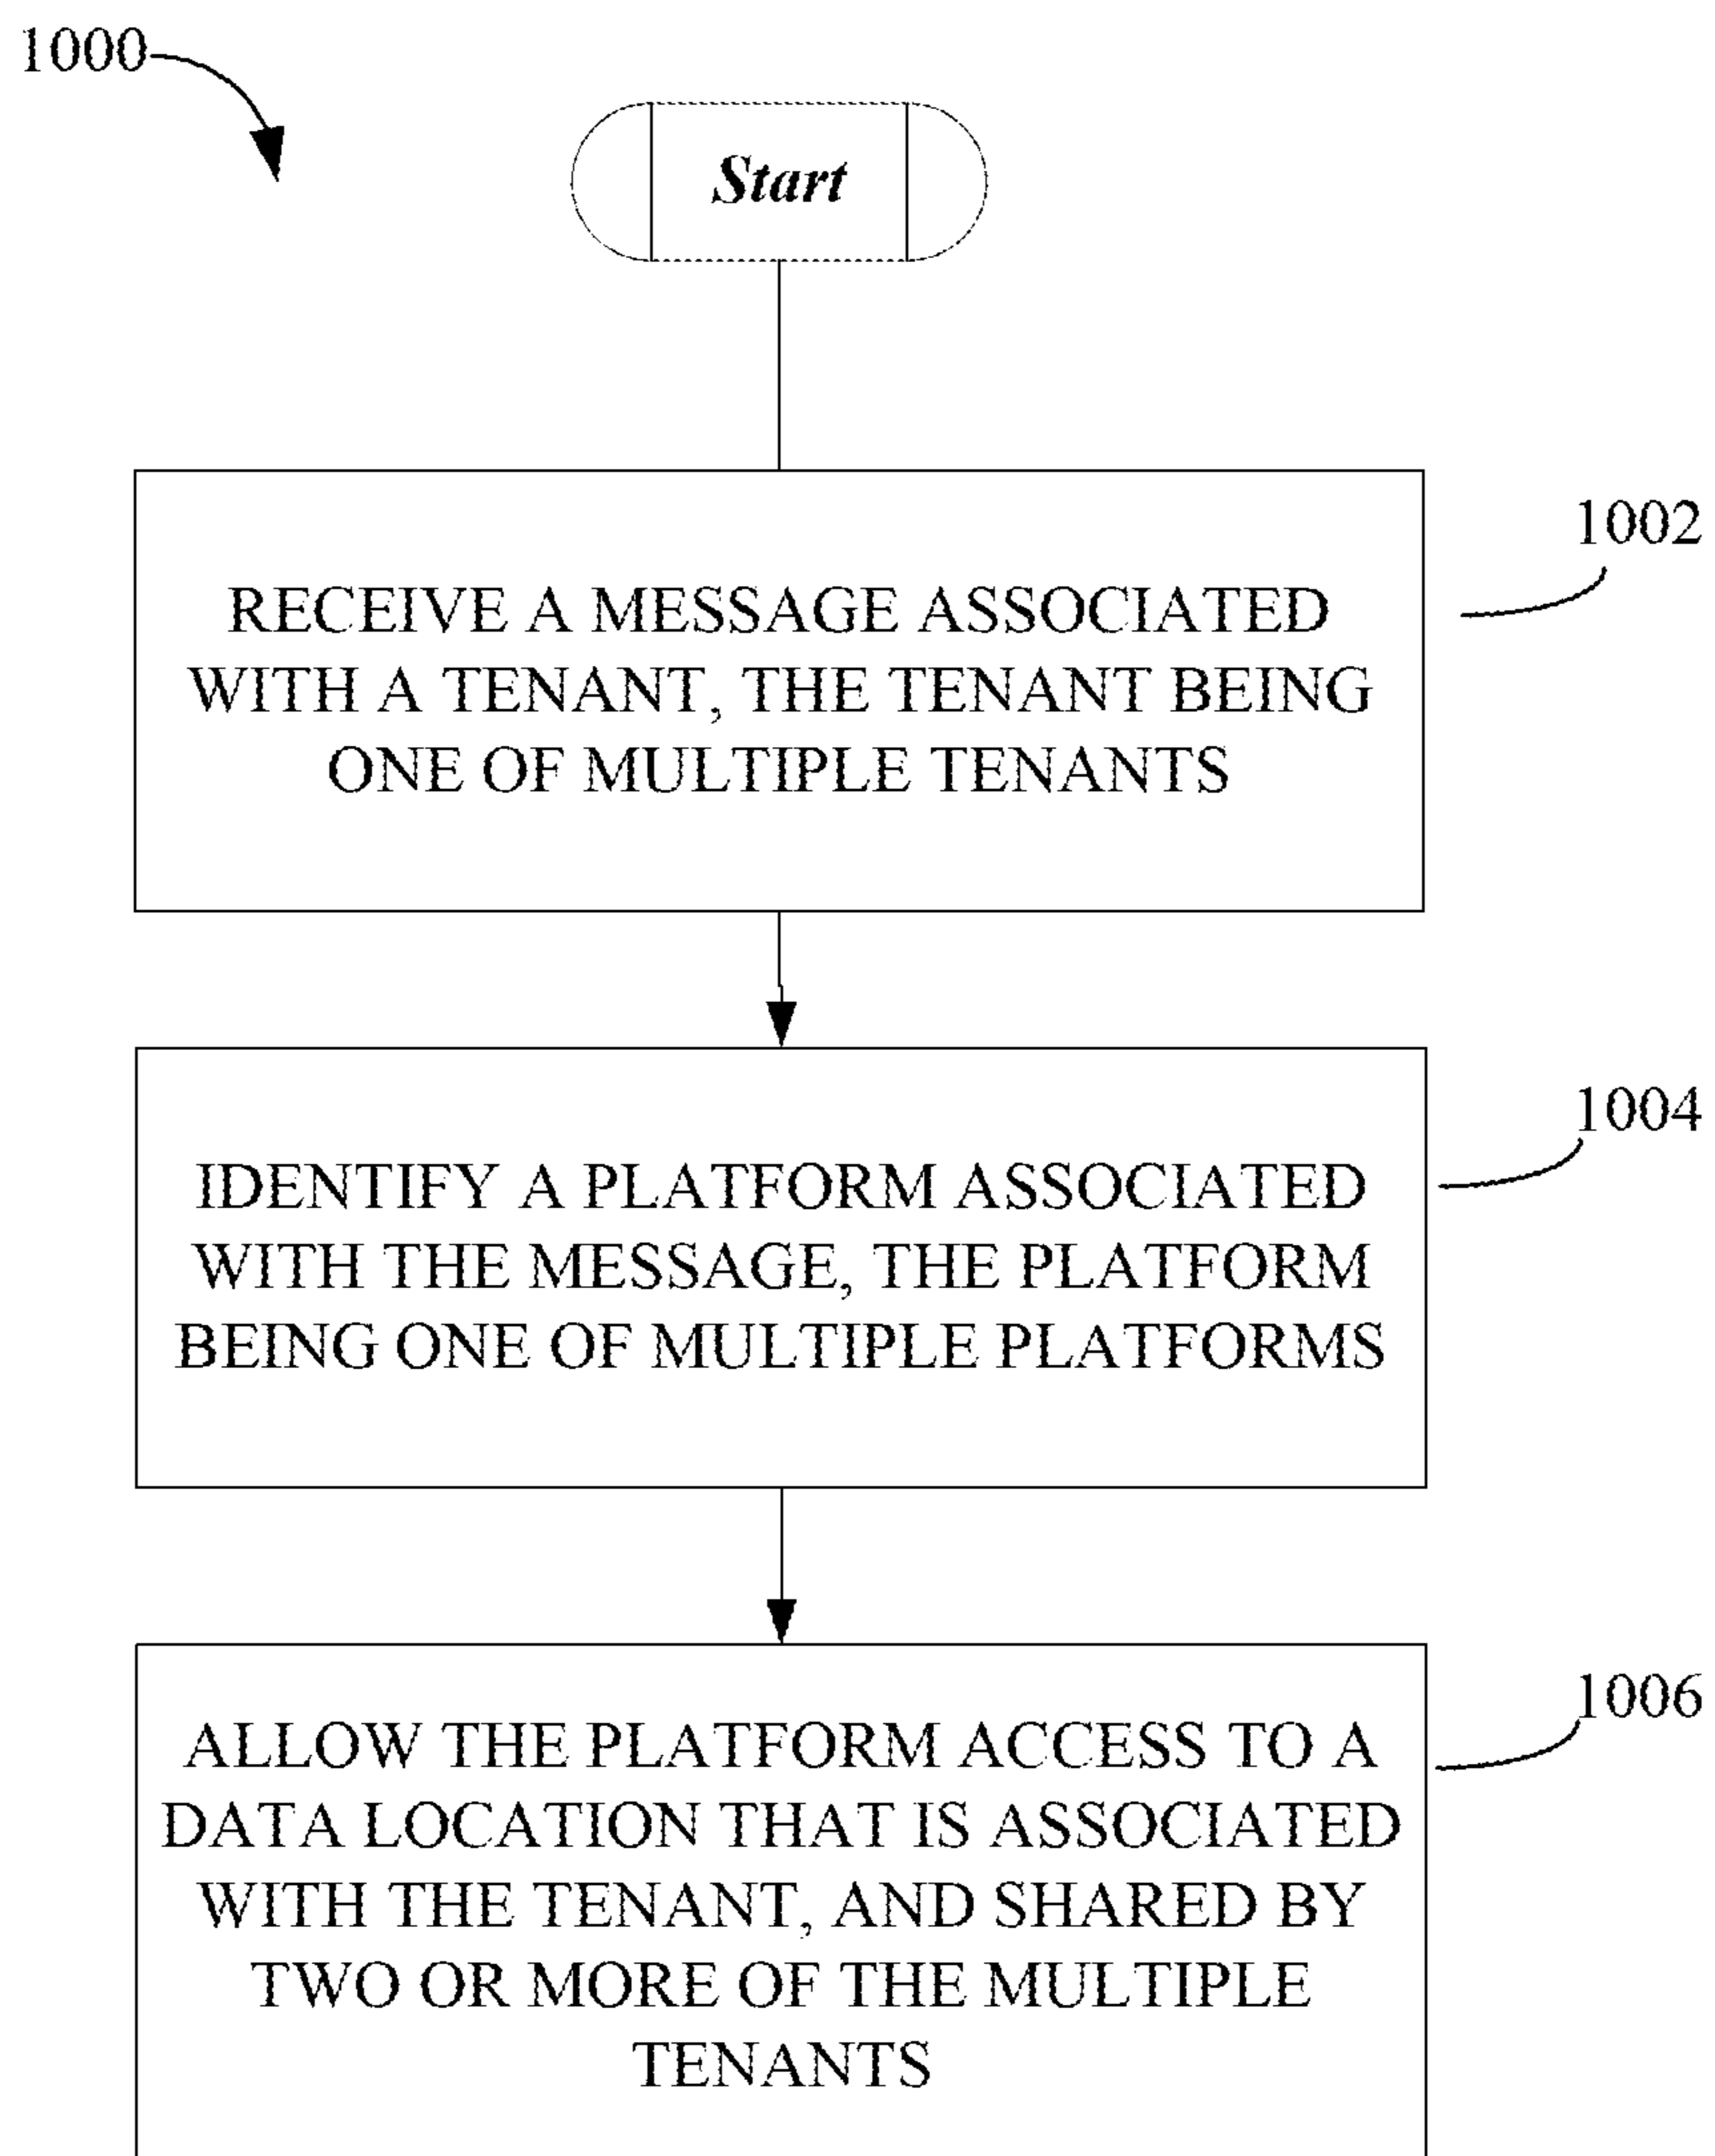 1000
Start
1002
RECEIVE A MESSAGE ASSOCIATED
WITH A TENANT, THE TENANT BEING
ONE OF MULTIPLE TENANTS
1004
IDENTIFY A PLATFORM ASSOCIATED
WITH THE MESSAGE, THE PLATFORM
BEING ONE OF MULTIPLE PLATFORMS
1006
ALLOW THE PLATFORM ACCESS TO A
DATA LOCATION THAT IS ASSOCIATED
WITH THE TENANT, AND SHARED BY
TWO OR MORE OF THE MULTIPLE
TENANTS